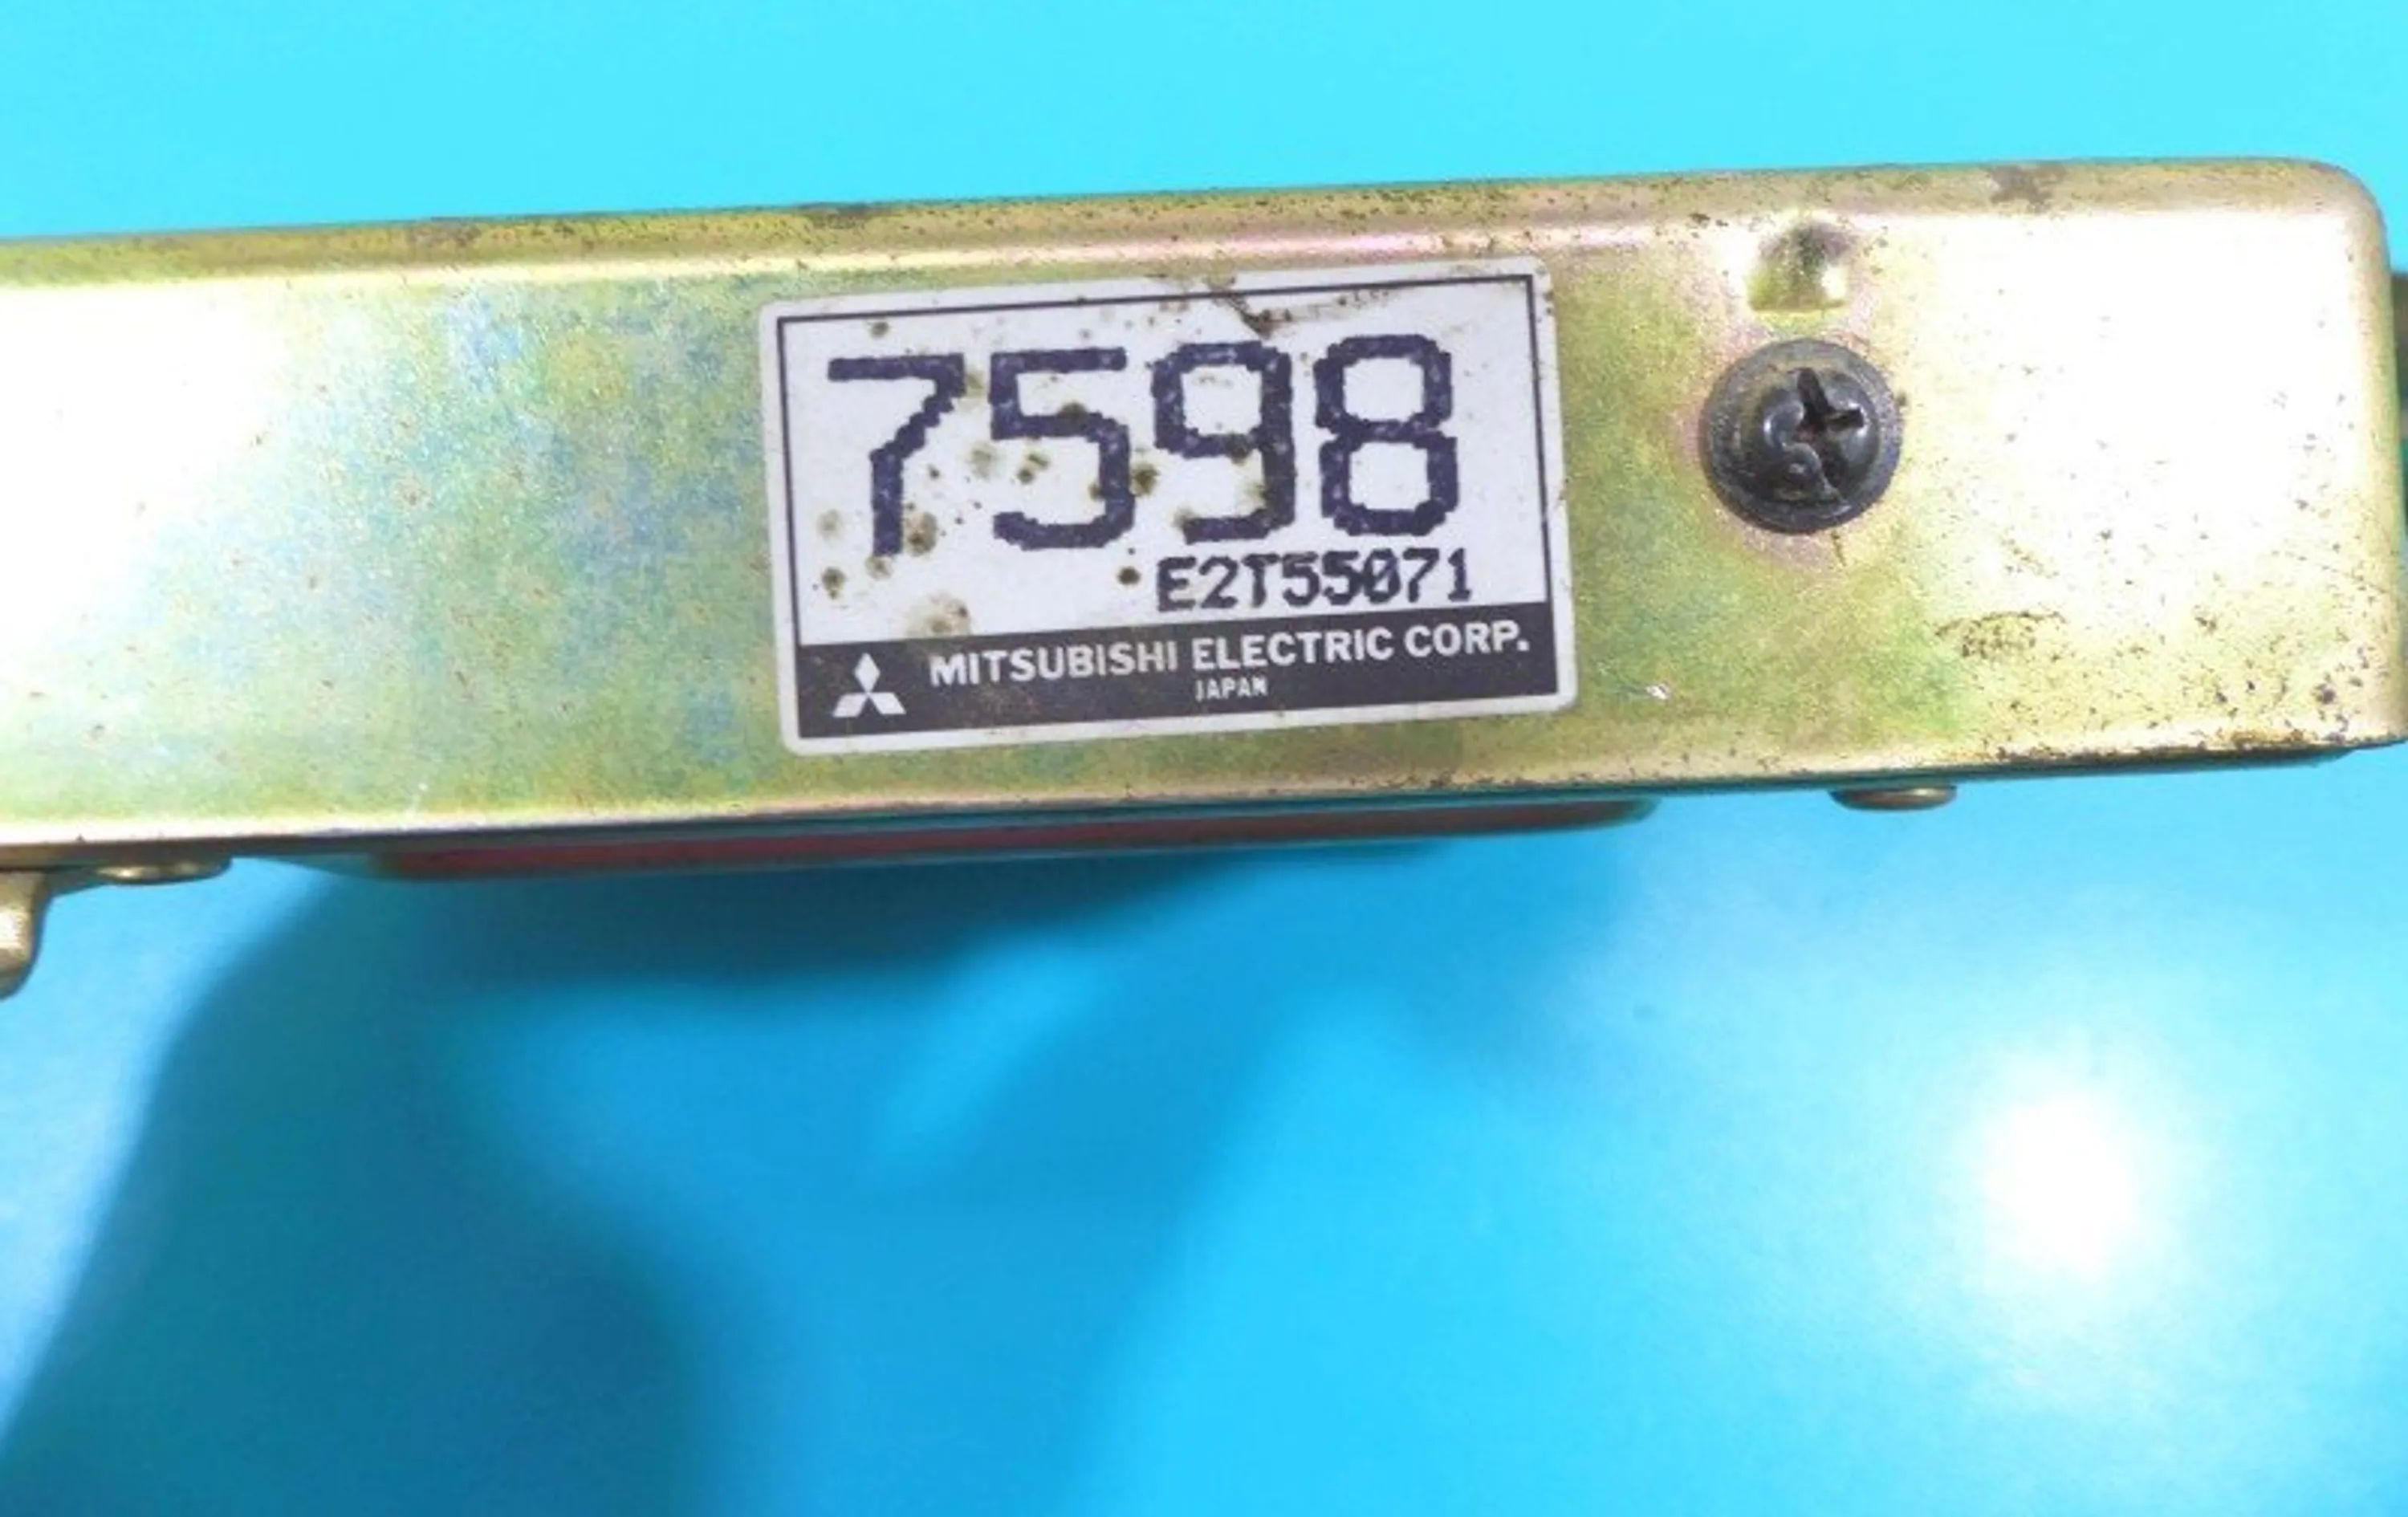 7598
E2T55071
MITSUBISHI ELECTRIC CORP.
JAPAN